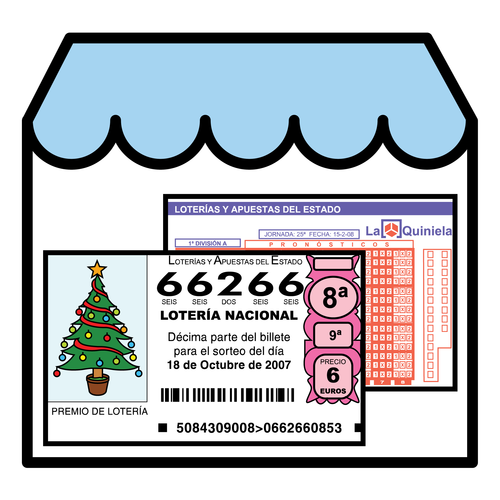 LOTERÍAS Y APUESTAS DEL ESTADO
JORNADA: 25ª FECHA: 15-2-08
La Quiniela
1ª DIVISIÓN A
PRONÓSTICOS
LOTERÍAS Y APUESTAS DEL ESTADO
66266
SEIS SEIS DOS SEIS SEIS
LOTERÍA NACIONAL
8ª
Décima parte del billete
para el sorteo del día
18 de Octubre de 2007
9ª
PRECIO
6
EUROS
PREMIO DE LOTERÍA
5084309008>0662660853